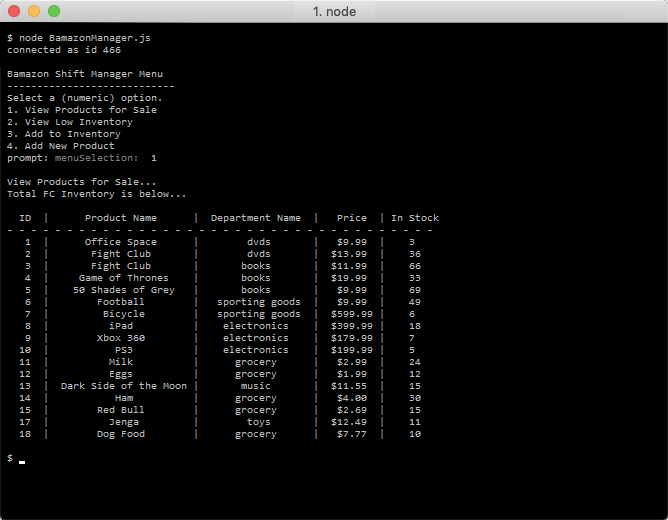 1. node
$ node BamazonManager.js
connected as id 466
Bamazon Shift Manager Menu
----------------------------
Select a (numeric) option.
1. View Products for Sale
2. View Low Inventory
3. Add to Inventory
4. Add New Product
prompt: menuSelection:  1
View Products for Sale...
Total FC Inventory is below...
ID | Product Name | Department Name | Price | In Stock
- - - - - - - - - - - - - - - - - - - - - - - - - - - - - - - - - - - -
1 | Office Space | dvds | $9.99 | 3
2 | Fight Club | dvds | $13.99 | 36
3 | Fight Club | books | $11.99 | 66
4 | Game of Thrones | books | $19.99 | 33
5 | 50 Shades of Grey | books | $9.99 | 69
6 | Football | sporting goods | $9.99 | 49
7 | Bicycle | sporting goods | $599.99 | 6
8 | iPad | electronics | $399.99 | 18
9 | Xbox 360 | electronics | $179.99 | 7
10 | PS3 | electronics | $199.99 | 5
11 | Milk | grocery | $2.99 | 24
12 | Eggs | grocery | $1.99 | 12
13 | Dark Side of the Moon | music | $11.55 | 15
14 | Ham | grocery | $4.00 | 30
15 | Red Bull | grocery | $2.69 | 15
17 | Jenga | toys | $12.49 | 11
18 | Dog Food | grocery | $7.77 | 10
$